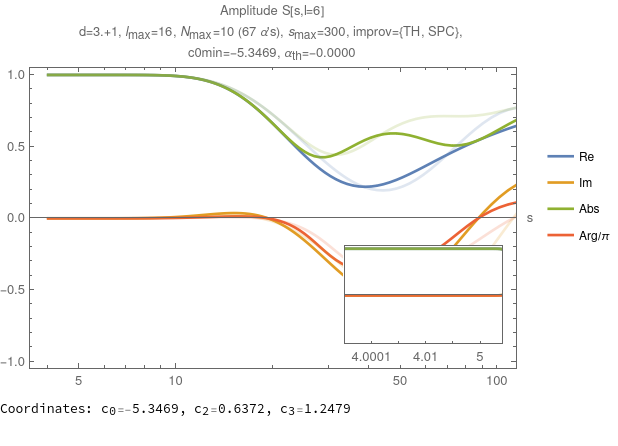 Amplitude S[s,l=6]
d=3.+1, lmax=16, Nmax=10 (67 α's), smax=300, improv={TH, SPC},
c0min=−5.3469, αth=−0.0000
1.0
0.5
0.0
−0.5
−1.0
s
5
10
50
100
4.0001
4.01
5
Re
Im
Abs
Arg/π
Coordinates: c0=−5.3469, c2=0.6372, c3=1.2479